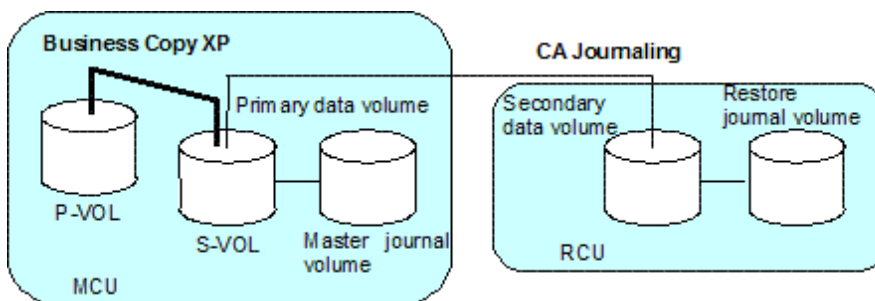 Business Copy XP
CA Journaling
Primary data volume
Secondary
data volume
Restore
journal volume
P-VOL
S-VOL
Master journal
volume
MCU
RCU